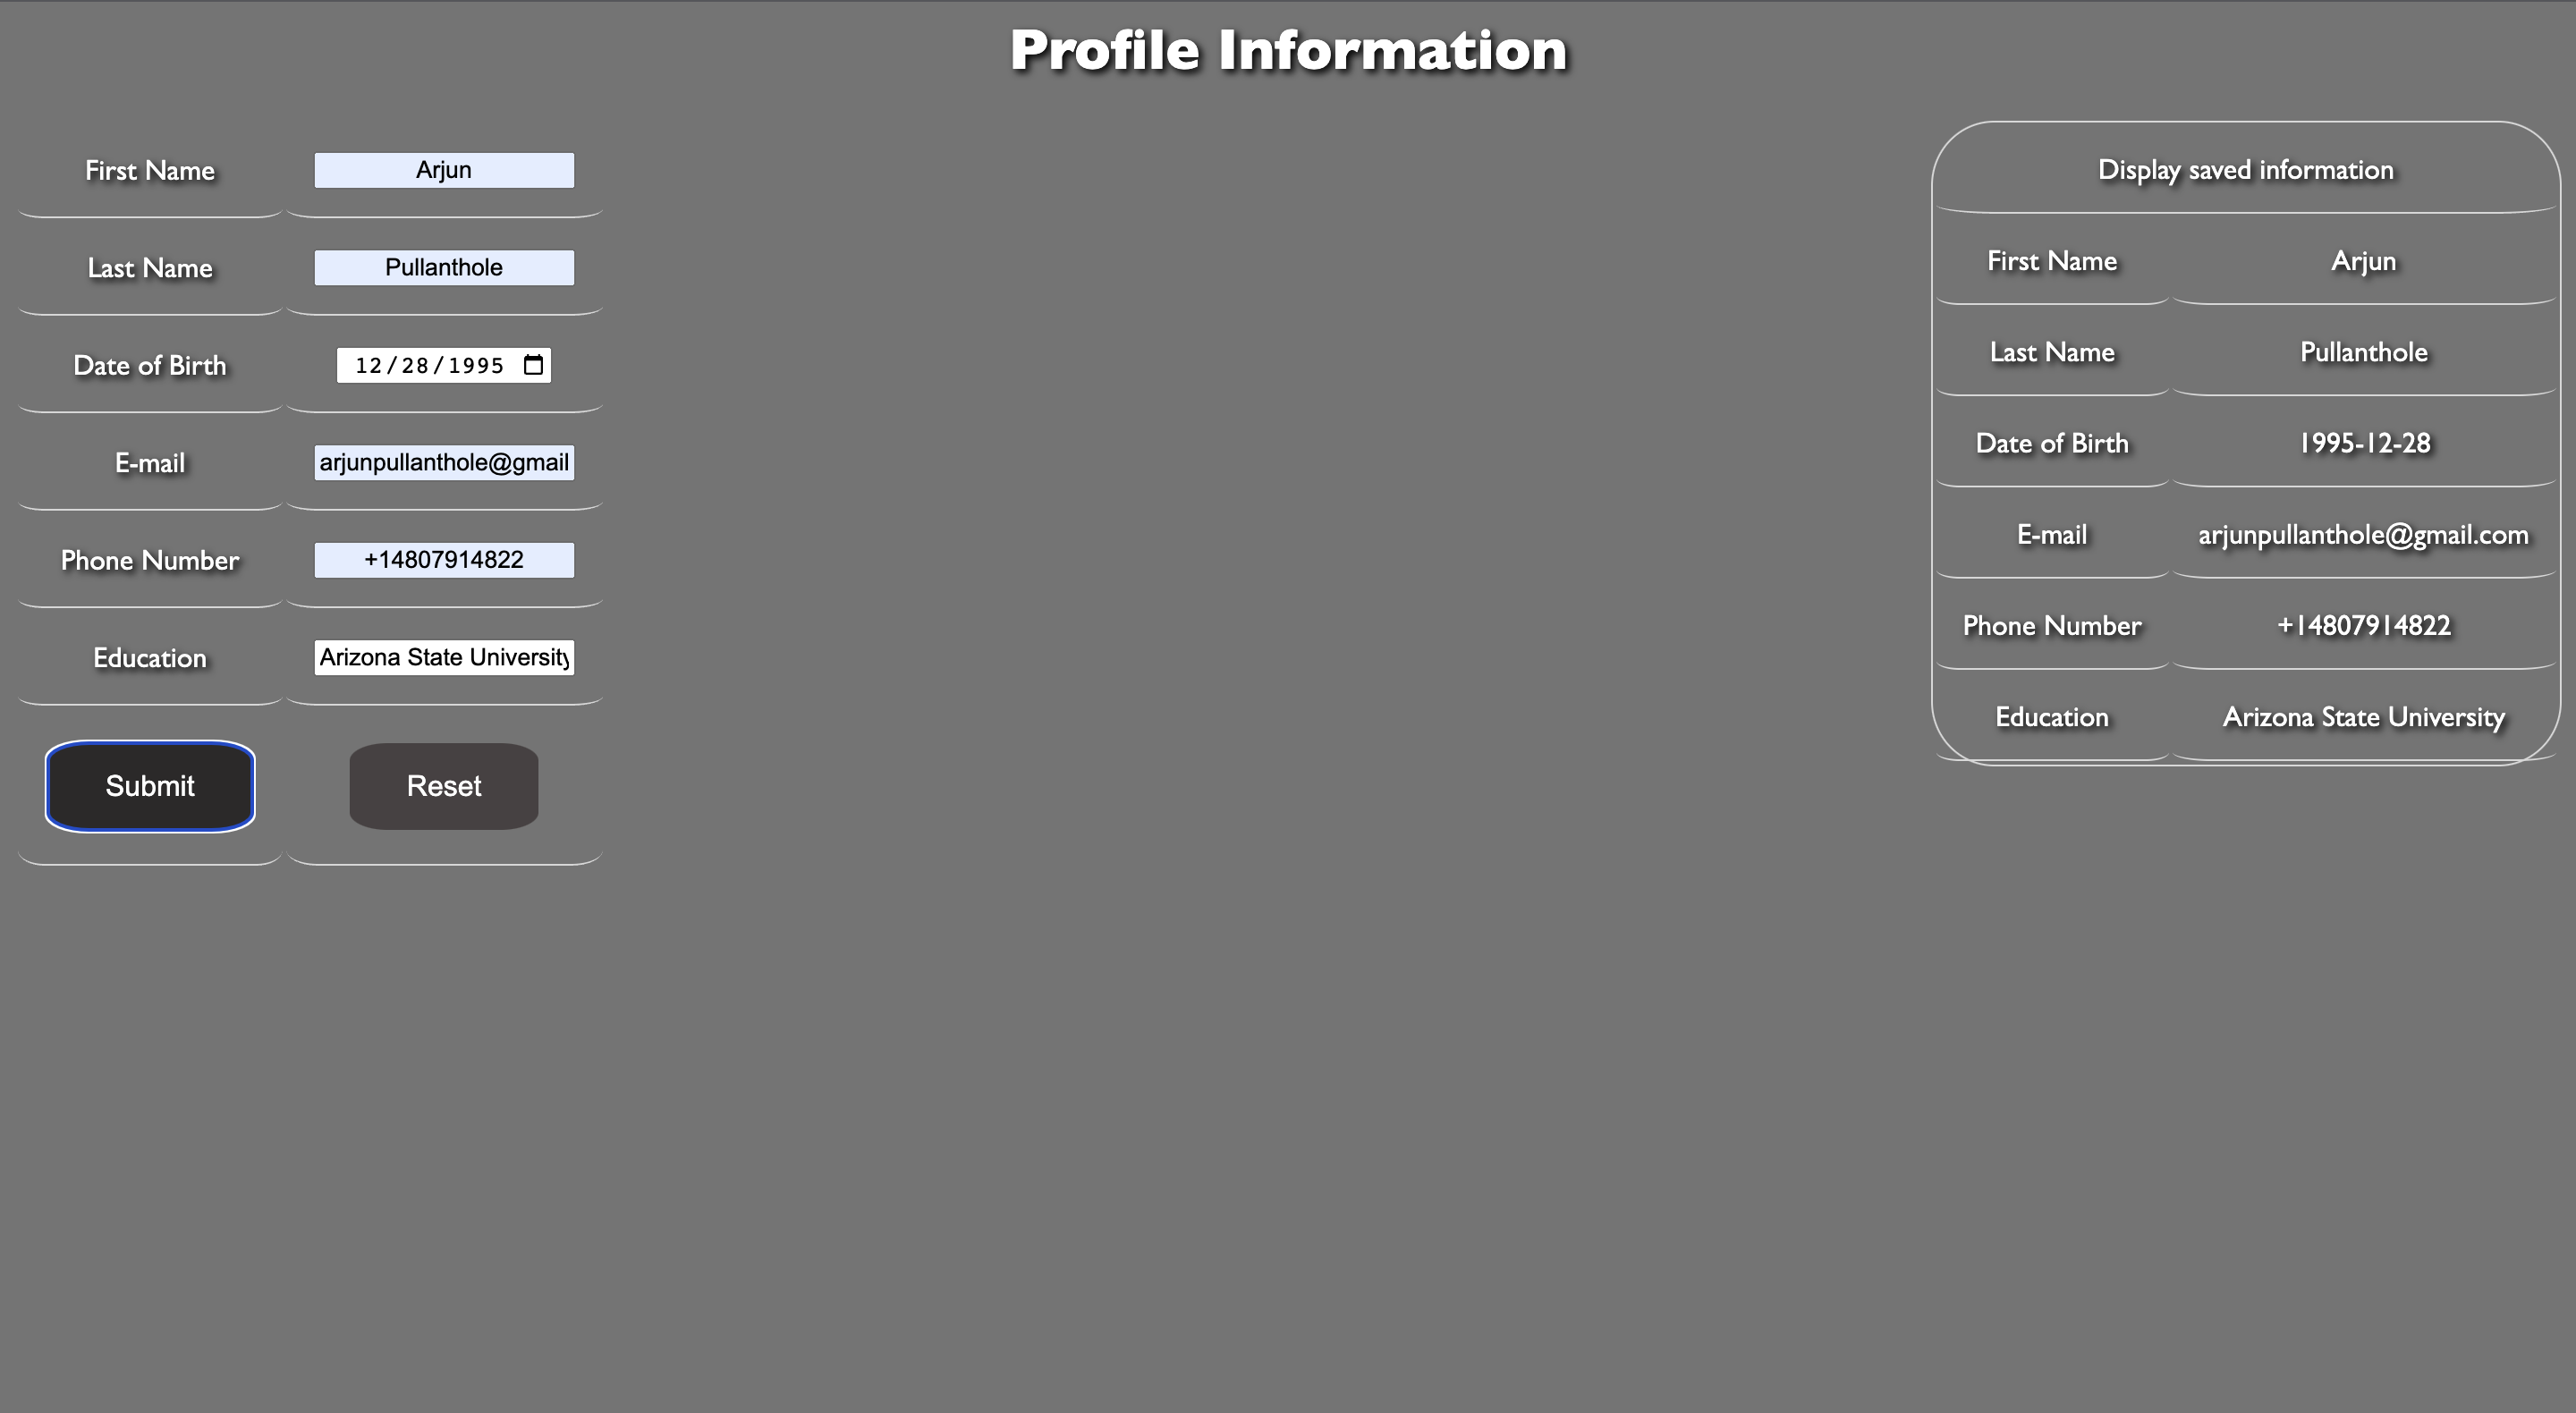 Profile Information
First Name Arjun
Last Name Pullanthole
Date of Birth 12/28/1995
E-mail arjunpullanthole@gmail
Phone Number +14807914822
Education Arizona State University
Submit Reset
Display saved information
First Name Arjun
Last Name Pullanthole
Date of Birth 1995-12-28
E-mail arjunpullanthole@gmail.com
Phone Number +14807914822
Education Arizona State University